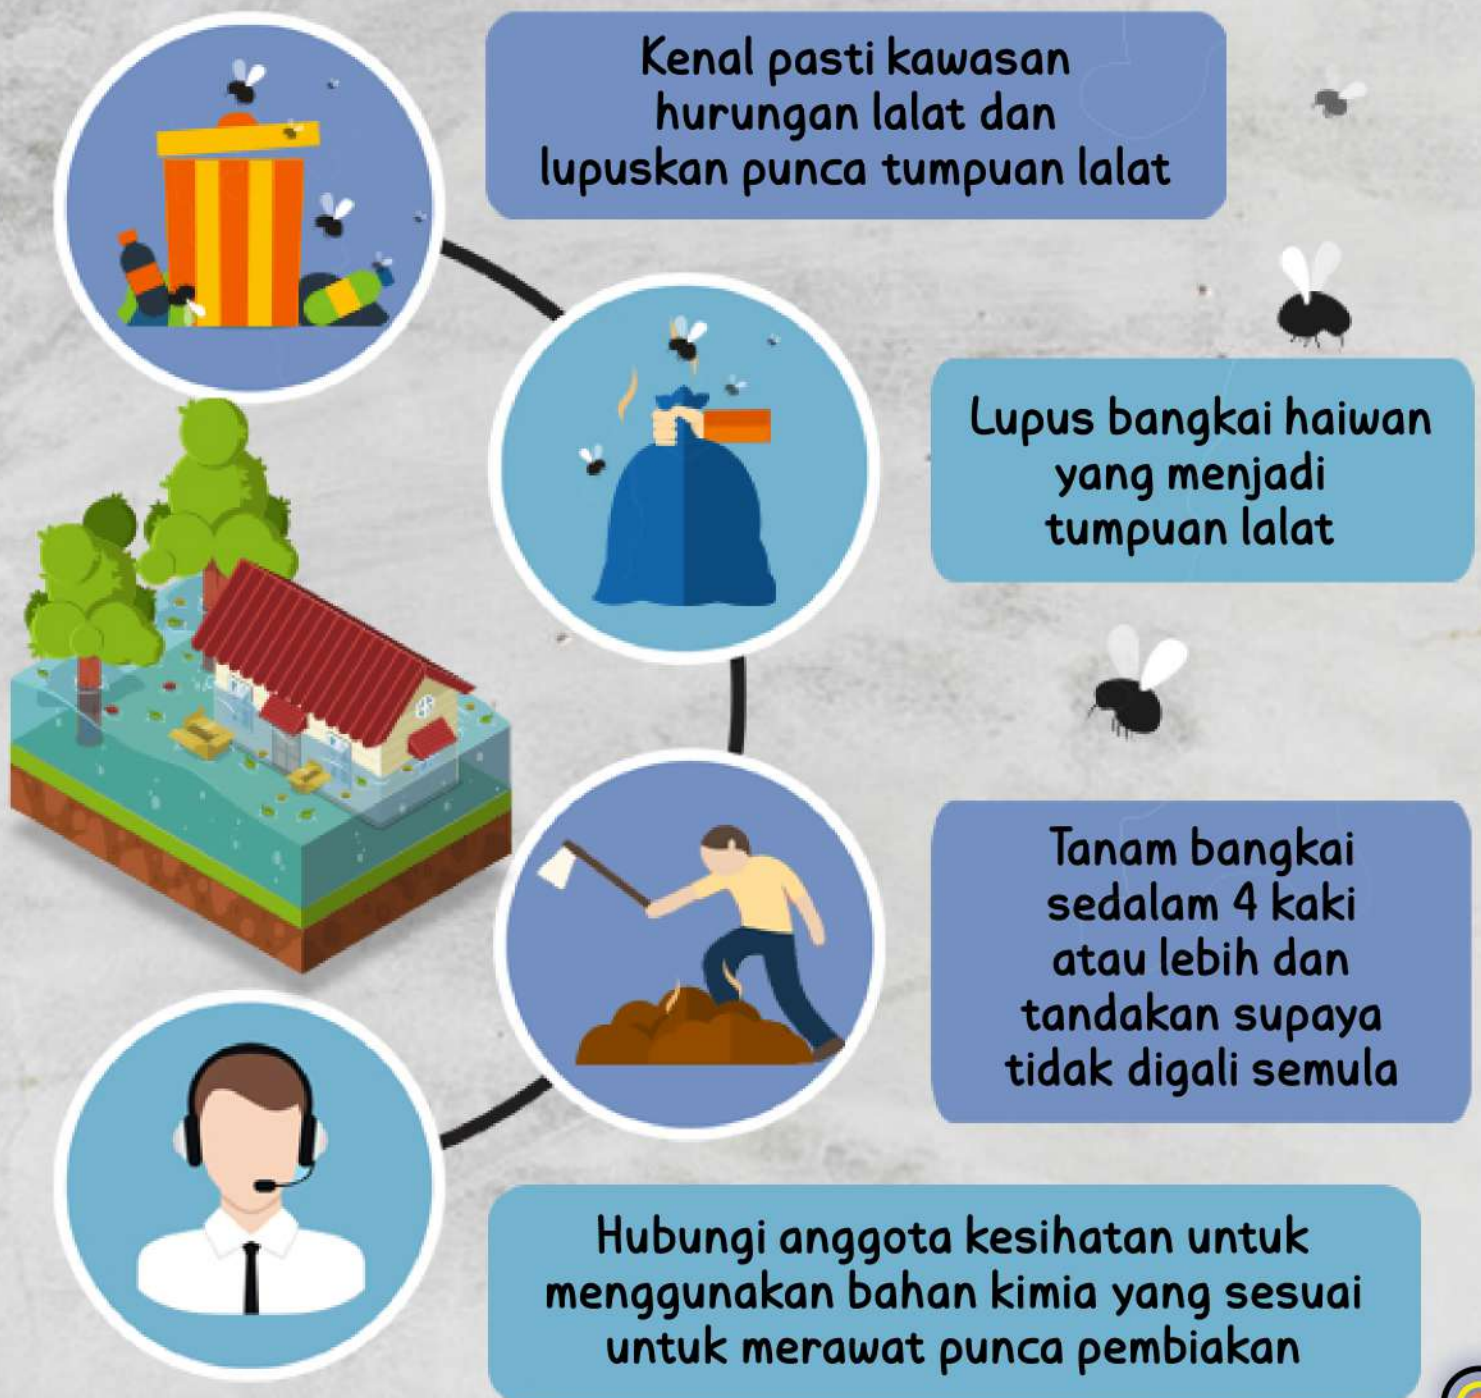 Kenal pasti kawasan
hurungan lalat dan
lupuskan punca tumpuan lalat
Lupus bangkai haiwan
yang menjadi
tumpuan lalat
Tanam bangkai
sedalam 4 kaki
atau lebih dan
tandakan supaya
tidak digali semula
Hubungi anggota kesihatan untuk
menggunakan bahan kimia yang sesuai
untuk merawat punca pembiakan